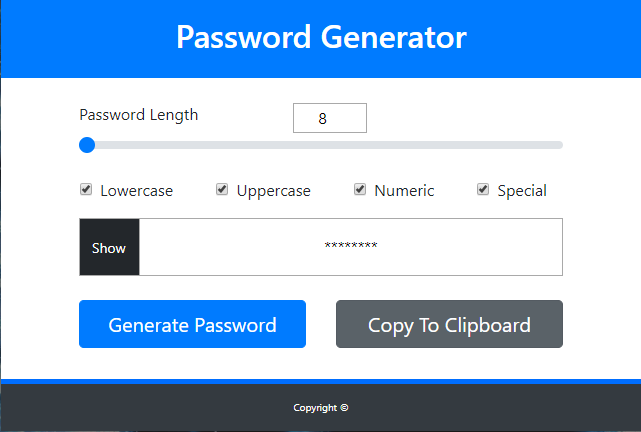 Password Generator
Password Length 8
Lowercase Uppercase Numeric Special
Show ********
Generate Password Copy To Clipboard
Copyright ©